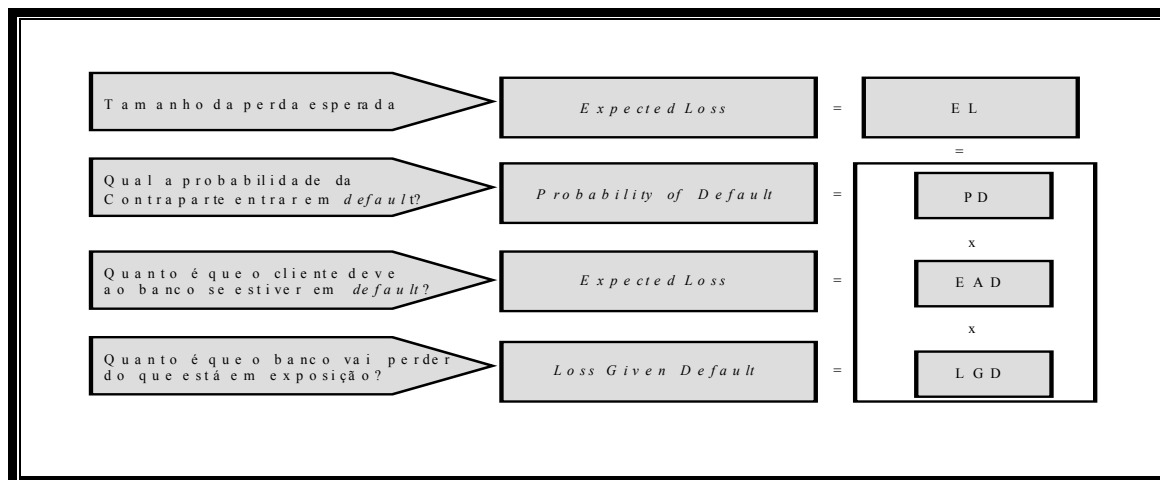 Tamanho da perda esperada
Expected Loss
=
EL
=
Qual a probabilidade da
Contraparte entrarem default?
Probability of Default
=
PD
x
Quanto é que o cliente deve
ao banco se estiver em default?
Expected Loss
=
EAD
x
Quanto é que o banco vai perder
do que está em exposição?
Loss Given Default
=
LGD